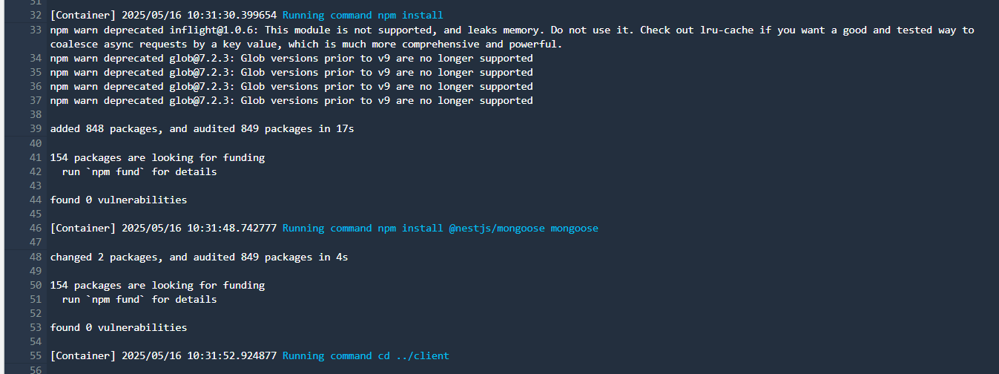 31
32 [Container] 2025/05/16 10:31:30.399654 Running command npm install
33 npm warn deprecated inflight@1.0.6: This module is not supported, and leaks memory. Do not use it. Check out lru-cache if you want a good and tested way to
coalesce async requests by a key value, which is much more comprehensive and powerful.
34 npm warn deprecated glob@7.2.3: Glob versions prior to v9 are no longer supported
35 npm warn deprecated glob@7.2.3: Glob versions prior to v9 are no longer supported
36 npm warn deprecated glob@7.2.3: Glob versions prior to v9 are no longer supported
37 npm warn deprecated glob@7.2.3: Glob versions prior to v9 are no longer supported
38
39 added 848 packages, and audited 849 packages in 17s
40
41 154 packages are looking for funding
42   run `npm fund` for details
43
44 found 0 vulnerabilities
45
46 [Container] 2025/05/16 10:31:48.742777 Running command npm install @nestjs/mongoose mongoose
47
48 changed 2 packages, and audited 849 packages in 4s
49
50 154 packages are looking for funding
51   run `npm fund` for details
52
53 found 0 vulnerabilities
54
55 [Container] 2025/05/16 10:31:52.924877 Running command cd ../client
56